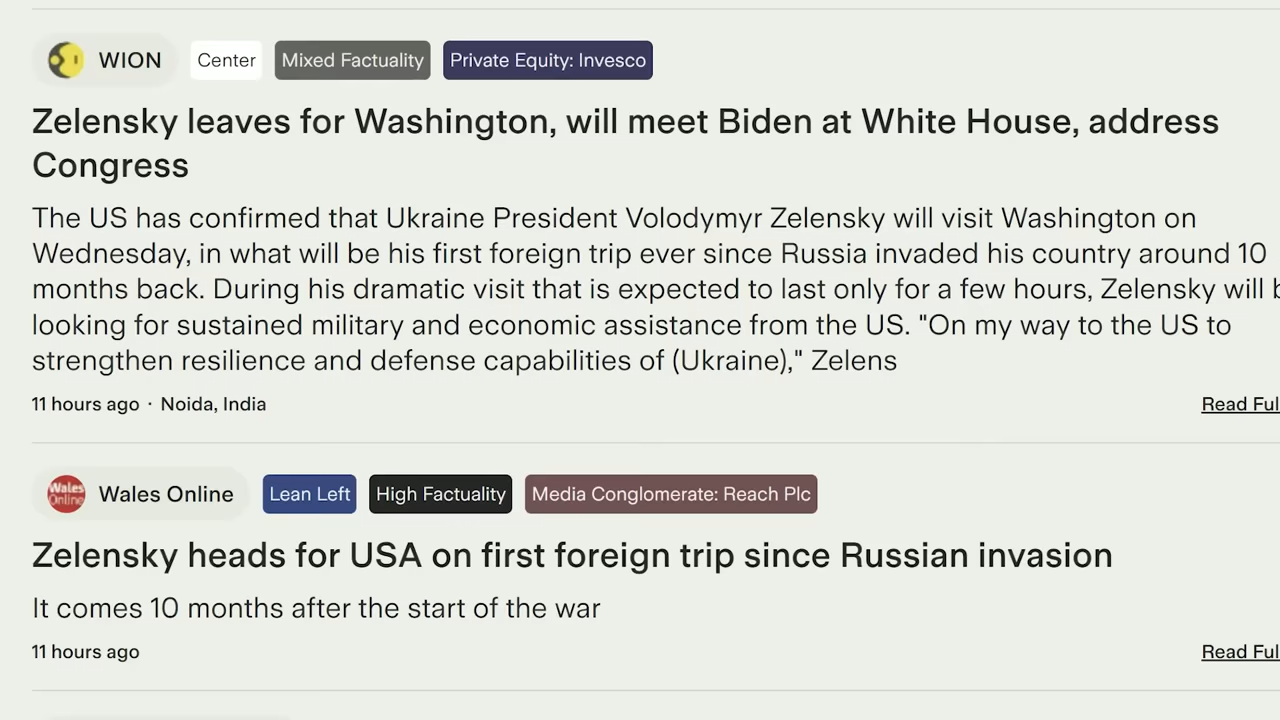 WION Center Mixed Factuality Private Equity: Invesco
Zelensky leaves for Washington, will meet Biden at White House, address
Congress
The US has confirmed that Ukraine President Volodymyr Zelensky will visit Washington on
Wednesday, in what will be his first foreign trip ever since Russia invaded his country around 10
months back. During his dramatic visit that is expected to last only for a few hours, Zelensky will
looking for sustained military and economic assistance from the US. "On my way to the US to
strengthen resilience and defense capabilities of (Ukraine)," Zelens
11 hours ago · Noida, India
Read Ful
Wales Online Wales Online Lean Left High Factuality Media Conglomerate: Reach Plc
Zelensky heads for USA on first foreign trip since Russian invasion
It comes 10 months after the start of the war
11 hours ago
Read Ful